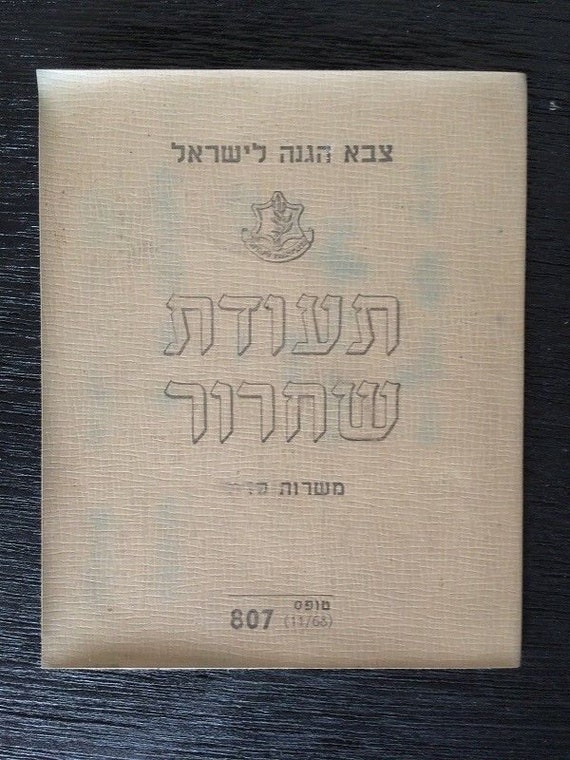 צבא הגנה לישראל
תעודת
שחרור
משרות
טופס
807 (11/68)